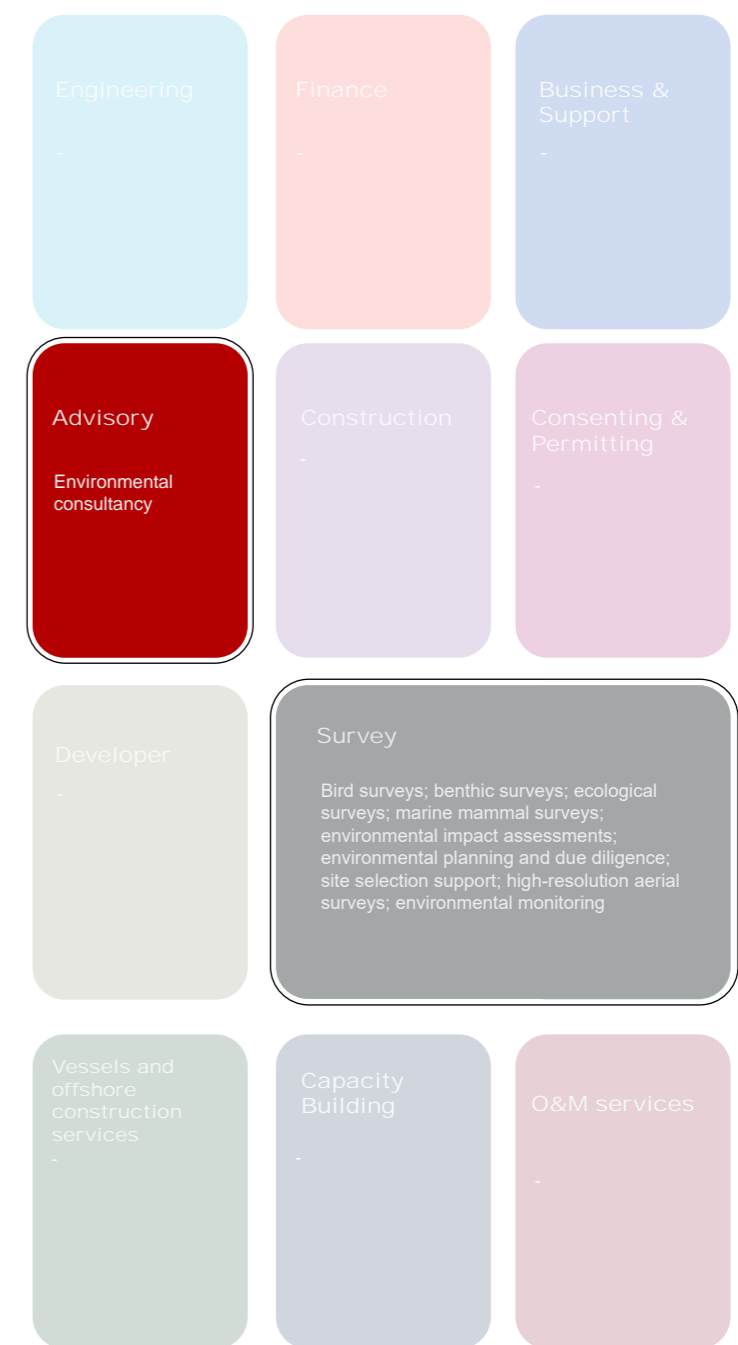 Engineering
-
Finance
-
Business &
Support
-
Advisory
Environmental
consultancy
Construction
-
Consenting &
Permitting
-
Developer
-
Survey
Bird surveys; benthic surveys; ecological
surveys; marine mammal surveys;
environmental impact assessments;
environmental planning and due diligence;
site selection support; high-resolution aerial
surveys; environmental monitoring
Vessels and
offshore
construction
services
-
Capacity
Building
-
O&M services
-